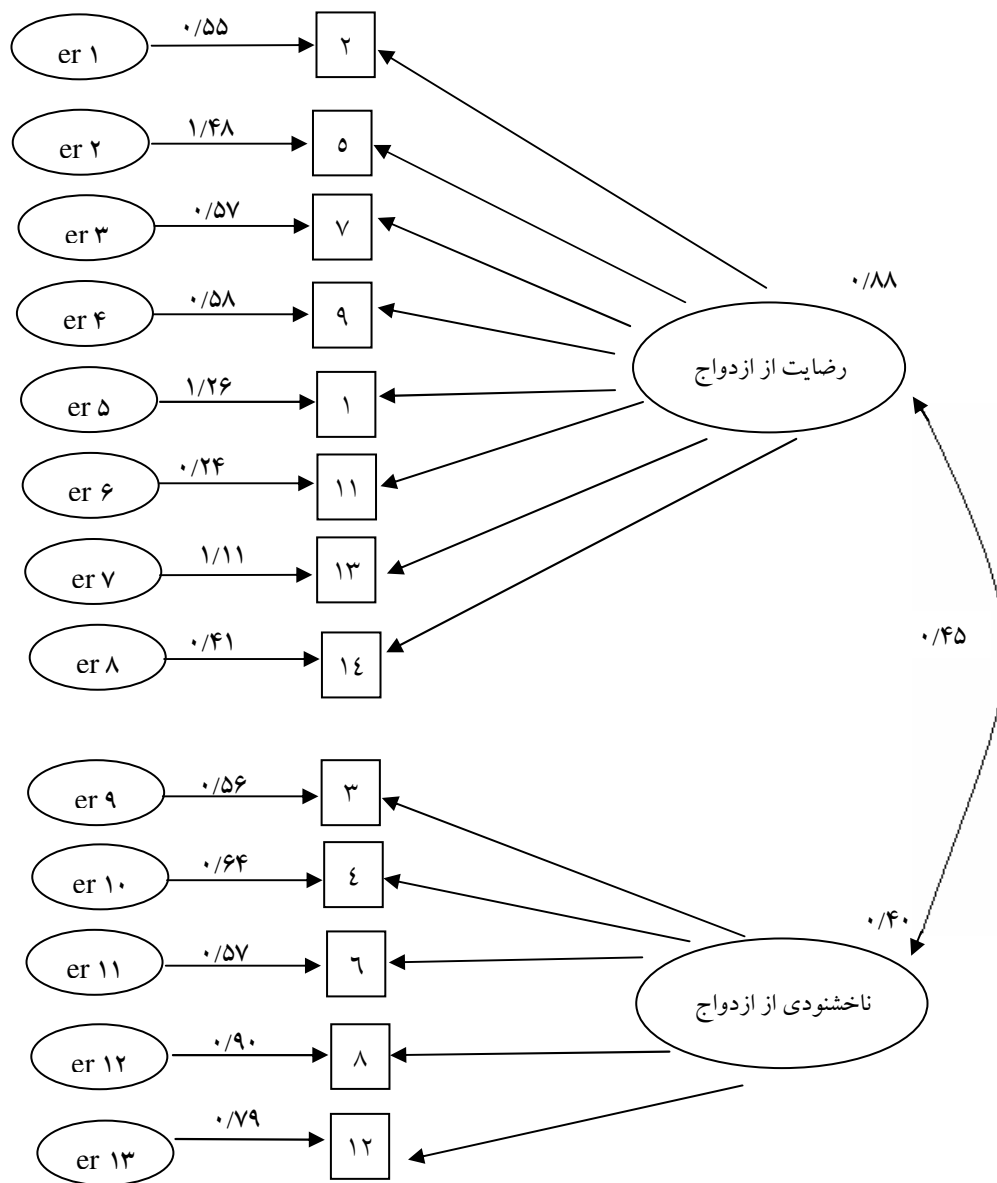 er ۱ ۰/۵۵ ۲
er ۲ ۱/۴۸ ٥
er ۳ ۰/۵۷ ۷
er ۴ ۰/۵۸ ۹
er ۵ ۱/۲۶ ۱
er ۶ ۰/۲۴ ۱۱
er ۷ ۱/۱۱ ۱۳
er ۸ ۰/۴۱ ۱٤
۰/۸۸
رضایت از ازدواج
۰/۴۵
er ۹ ۰/۵۶ ۳
er ۱۰ ۰/۶۴ ٤
er ۱۱ ۰/۵۷ ٦
er ۱۲ ۰/۹۰ ۸
er ۱۳ ۰/۷۹ ۱۲
۰/۴۰
ناخشنودی از ازدواج